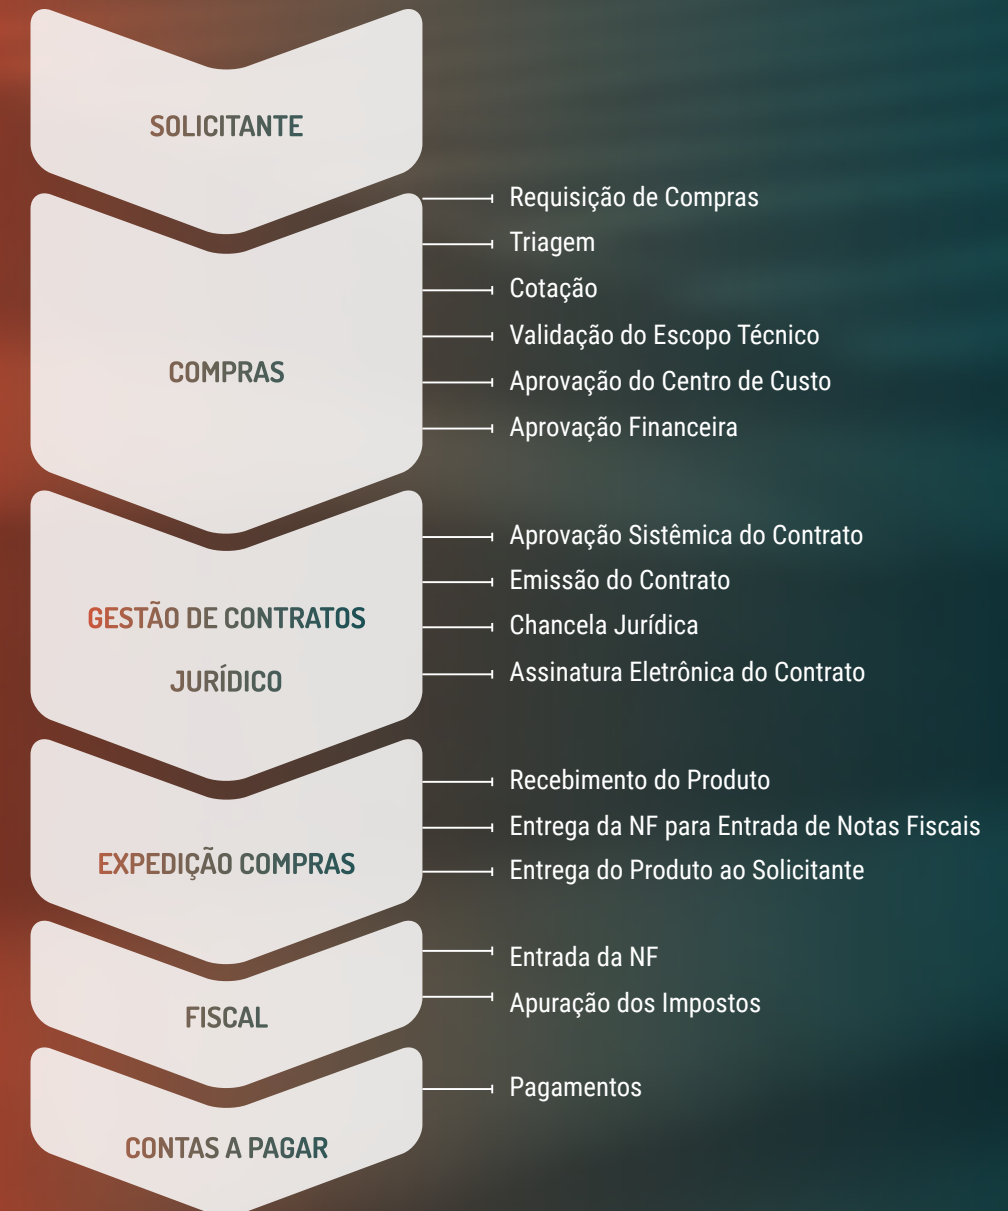 SOLICITANTE
Requisição de Compras
Triagem
Cotação
Validação do Escopo Técnico
COMPRAS
Aprovação do Centro de Custo
Aprovação Financeira
Aprovação Sistêmica do Contrato
Emissão do Contrato
GESTÃO DE CONTRATOS
Chancela Jurídica
JURÍDICO
Assinatura Eletrônica do Contrato
Recebimento do Produto
Entrega da NF para Entrada de Notas Fiscais
EXPEDIÇÃO COMPRAS
Entrega do Produto ao Solicitante
Entrada da NF
Apuração dos Impostos
FISCAL
Pagamentos
CONTAS A PAGAR